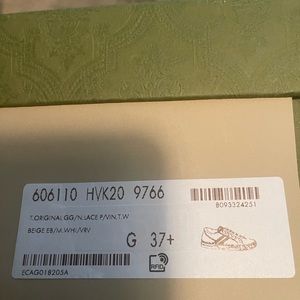 606110 HVK20 9766
8093324251
T.ORIGINAL GG/N.LACE P/VIN.T.W
BEIGE.EB/M.WHI./VRV
G 37+
RFID
ECAG018205A